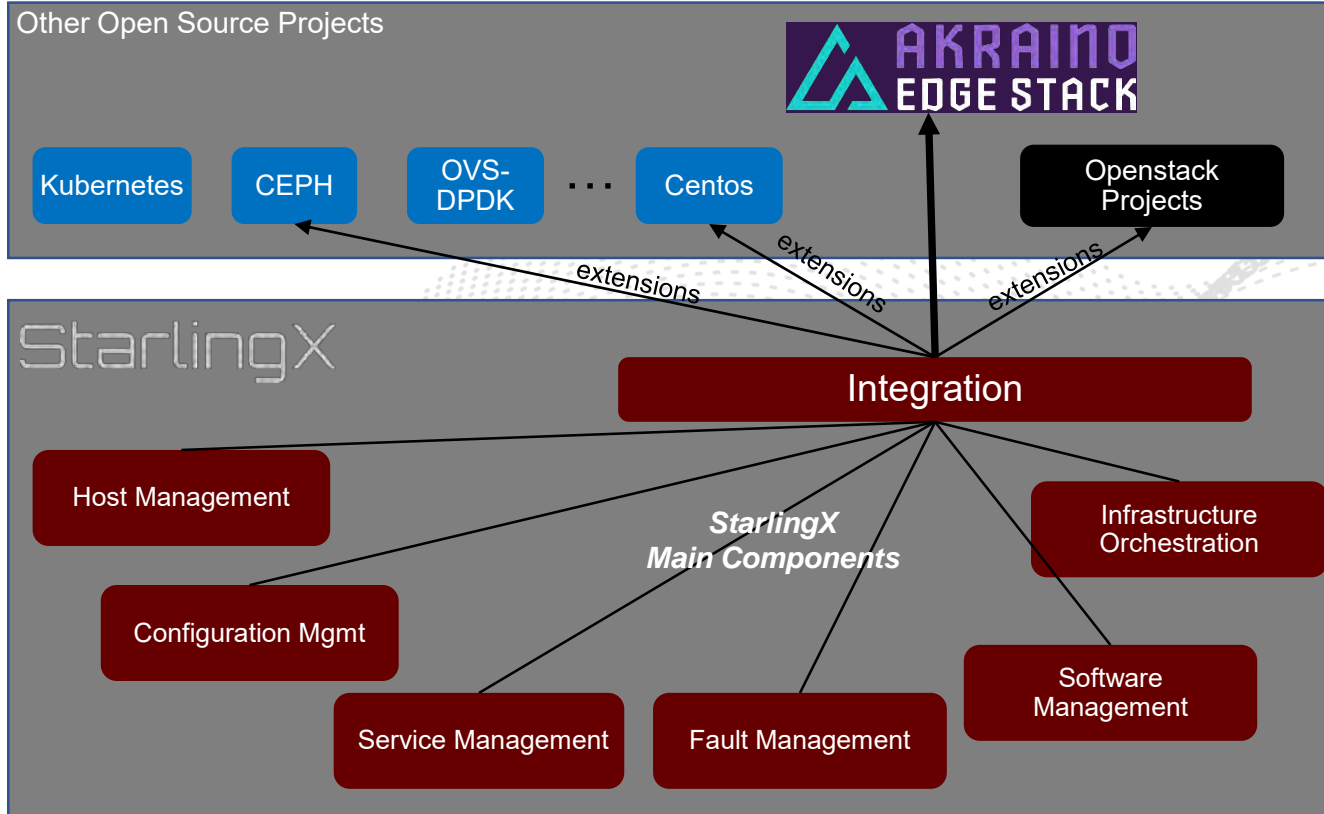 Other Open Source Projects
AKRAINO
EDGE STACK
Kubernetes
CEPH
OVS-
DPDK
...
Centos
Openstack
Projects
extensions
extensions
extensions
StarlingX
Integration
Host Management
StarlingX
Main Components
Infrastructure
Orchestration
Configuration Mgmt
Software
Management
Service Management
Fault Management